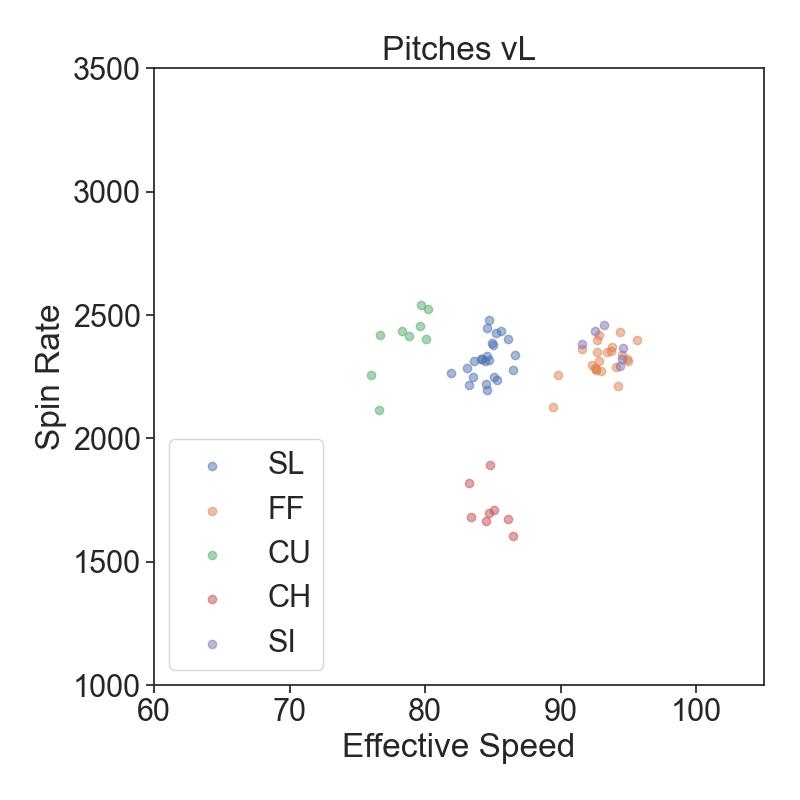 Pitches vL
3500
3000
2500
2000
1500
1000
Spin Rate
SL
FF
CU
CH
SI
60 70 80 90 100
Effective Speed